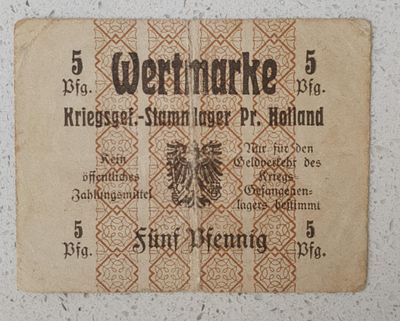 5 Pfg. Wertmarke 5 Pfg.
Kriegsgef.-Stammlager Pr. Holland
Kein
öffentliches
Zahlungsmittel
Nur für den
Geldverkehr des
Kriegs-
Gefangenen-
lagers bestimmt
5 Pfg. Fünf Pfennig 5 Pfg.